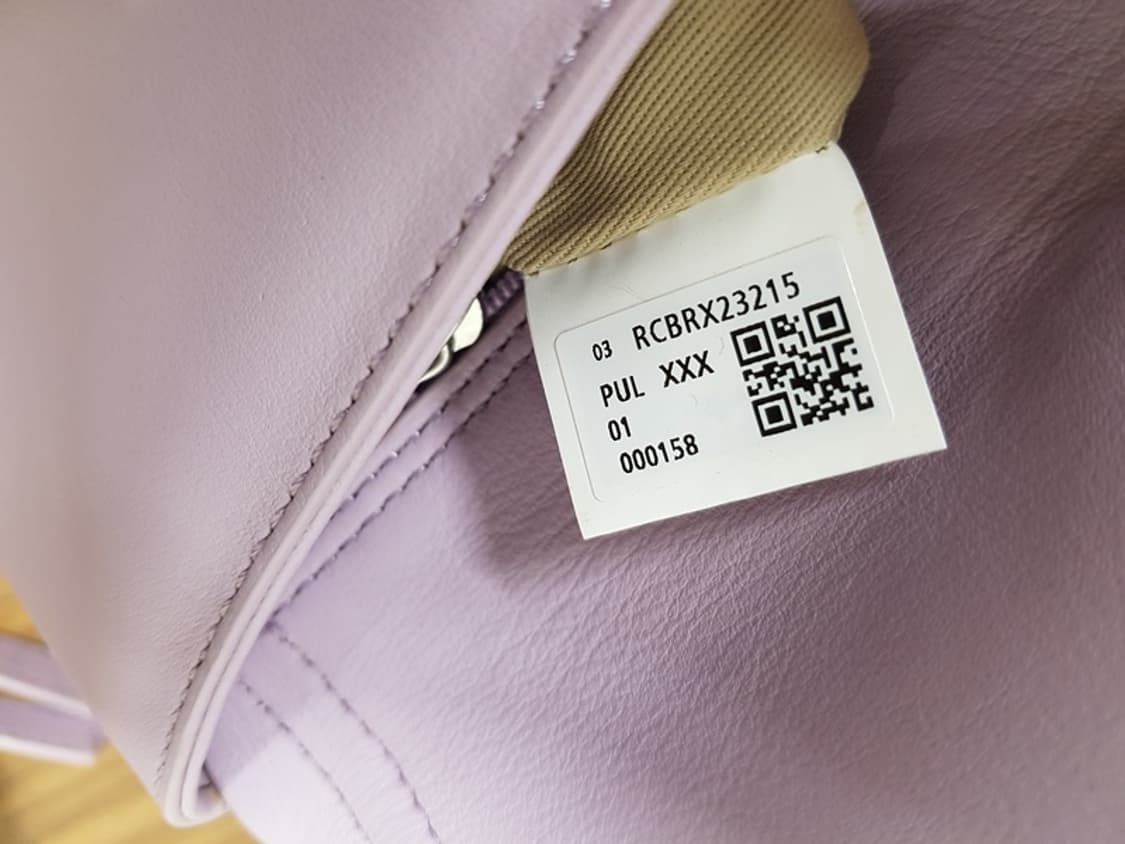 03 RCBRX23215
PUL XXX
01
000158